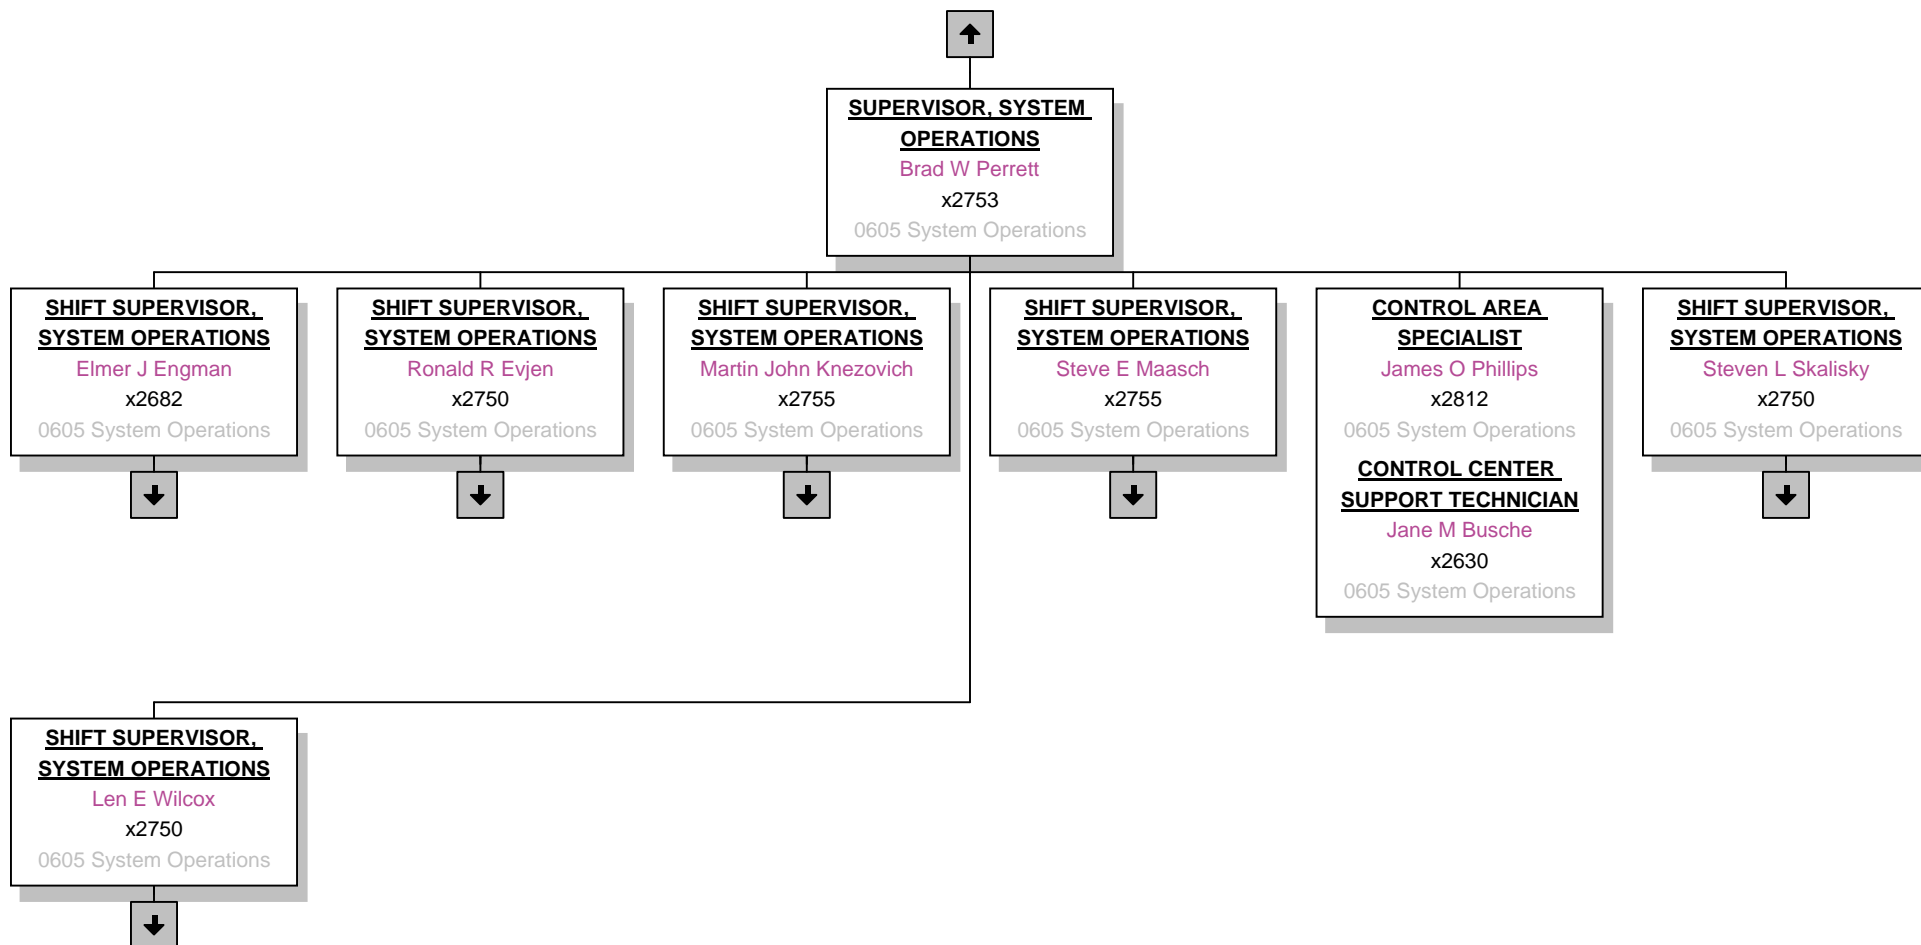 SUPERVISOR, SYSTEM
OPERATIONS
Brad W Perrett
x2753
0605 System Operations
SHIFT SUPERVISOR,
SYSTEM OPERATIONS
Elmer J Engman
x2682
0605 System Operations
SHIFT SUPERVISOR,
SYSTEM OPERATIONS
Ronald R Evjen
x2750
0605 System Operations
SHIFT SUPERVISOR,
SYSTEM OPERATIONS
Martin John Knezovich
x2755
0605 System Operations
SHIFT SUPERVISOR,
SYSTEM OPERATIONS
Steve E Maasch
x2755
0605 System Operations
CONTROL AREA
SPECIALIST
James O Phillips
x2812
0605 System Operations
CONTROL CENTER
SUPPORT TECHNICIAN
Jane M Busche
x2630
0605 System Operations
SHIFT SUPERVISOR,
SYSTEM OPERATIONS
Steven L Skalisky
x2750
0605 System Operations
SHIFT SUPERVISOR,
SYSTEM OPERATIONS
Len E Wilcox
x2750
0605 System Operations